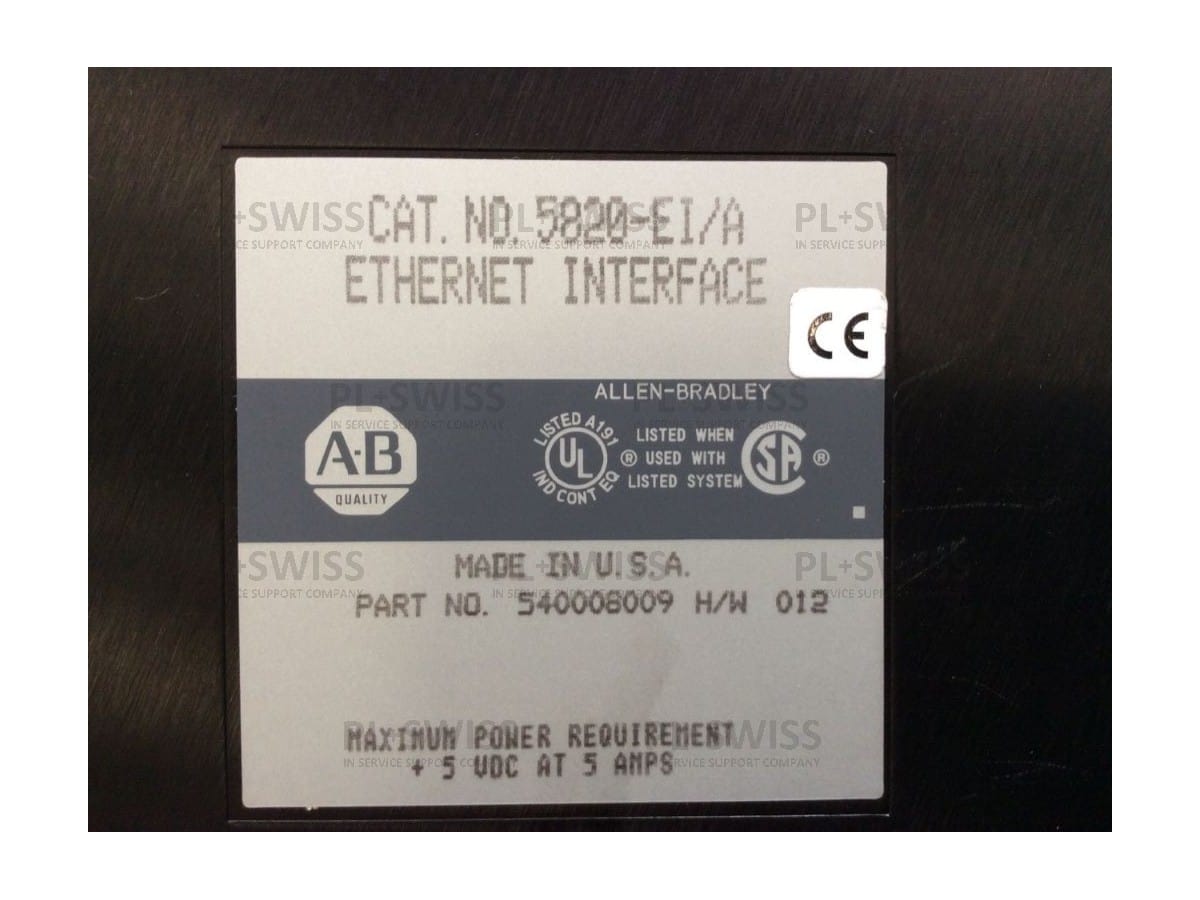 CAT. NO. 5820-EI/A
ETHERNET INTERFACE
CE
ALLEN-BRADLEY
A-B
QUALITY
LISTED A191
UL
IND CONT EQ
®
LISTED WHEN
USED WITH
LISTED SYSTEM
SA
®
MADE IN U.S.A.
PART NO. 540008009 H/W 012
MAXIMUM POWER REQUIREMENT
+ 5 VDC AT 5 AMPS
PL+SWISS
IN SERVICE SUPPORT COMPANY